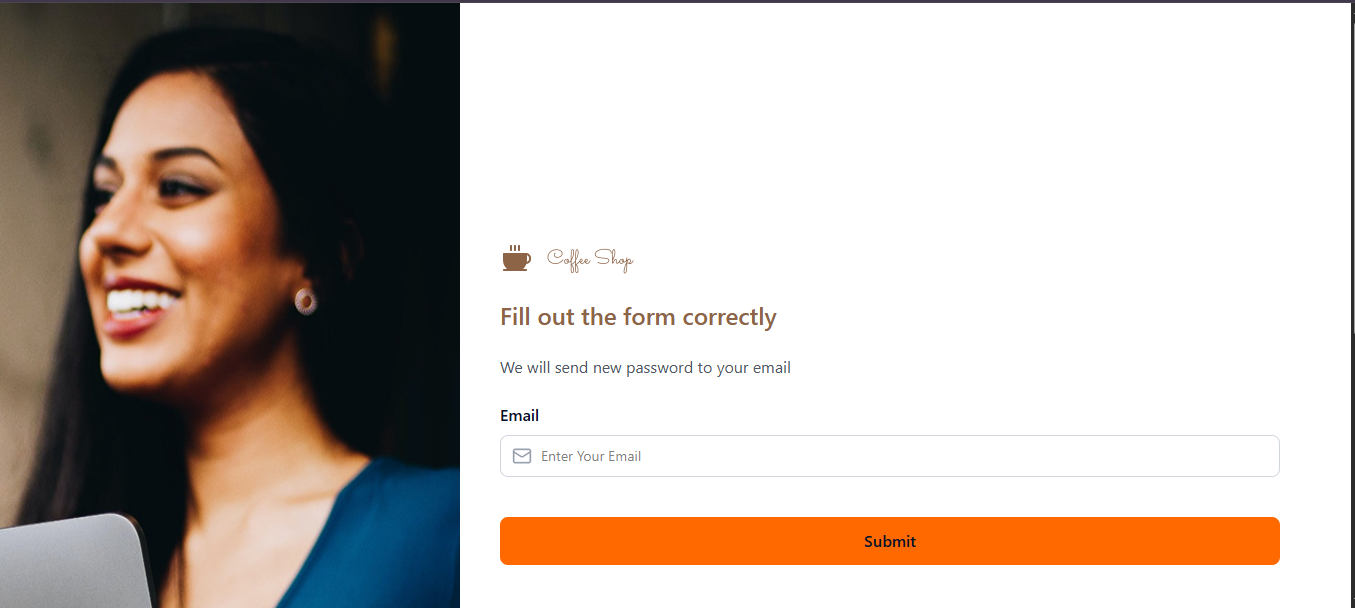 Coffee Shop
Fill out the form correctly
We will send new password to your email
Email
Enter Your Email
Submit